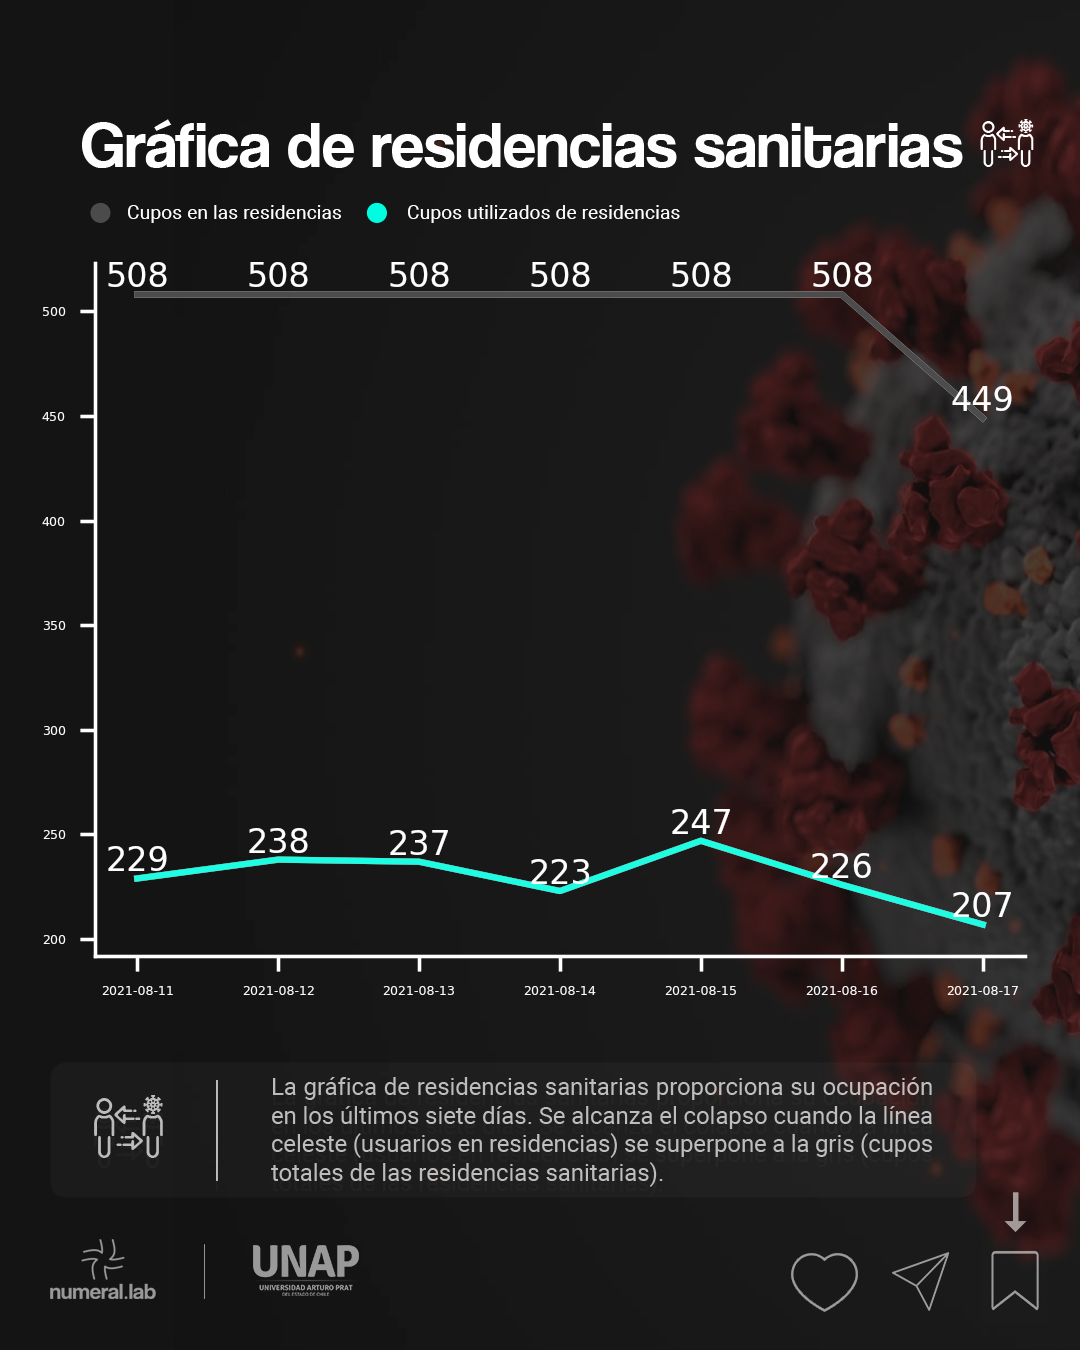 Gráfica de residencias sanitarias
Cupos en las residencias Cupos utilizados de residencias
508 508 508 508 508 508
500
449
450
400
350
300
250
247
238
237
229
226
223
207
200
2021-08-11 2021-08-12 2021-08-13 2021-08-14 2021-08-15 2021-08-16 2021-08-17
La gráfica de residencias sanitarias proporciona su ocupación
en los últimos siete días. Se alcanza el colapso cuando la línea
celeste (usuarios en residencias) se superpone a la gris (cupos
totales de las residencias sanitarias).
numeral.lab
UNAP
UNIVERSIDAD ARTURO PRAT
DEL ESTADO DE CHILE